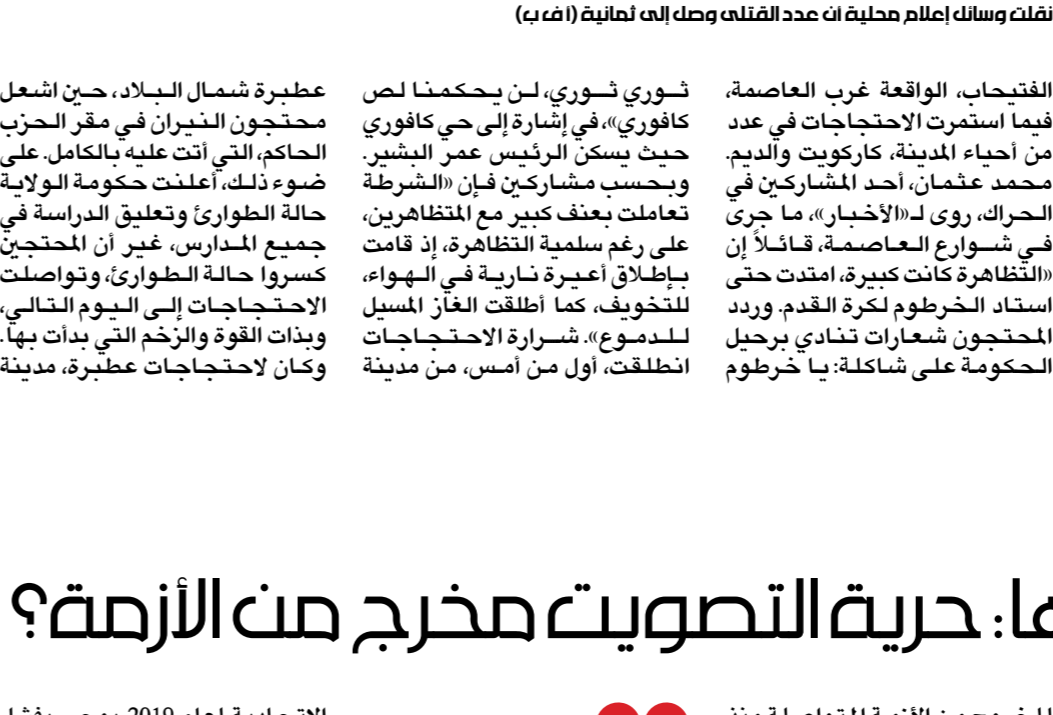 نقلت وسائل إعلام محلية أن عدد القتلى وصل إلى ثمانية (أ ف ب)
الفتيحاب، الواقعة غرب العاصمة،
فيما استمرت الاحتجاجات في عدد
من أحياء المدينة، كاركويت والديم.
محمد عثمان، أحد المشاركين في
الحراك، روى لـ«الأخبار»، ما جرى
في شوارع العاصمة، قائلاً إن
«التظاهرة كانت كبيرة، امتدت حتى
استاد الخرطوم لكرة القدم. وردد
المحتجون شعارات تنادي برحيل
الحكومة على شاكلة: يا خرطوم
ثوري ثوري، لن يحكمنا لص
كافوري»، في إشارة إلى حي كافوري
حيث يسكن الرئيس عمر البشير.
وبحسب مشاركين فإن «الشرطة
تعاملت بعنف كبير مع المتظاهرين،
على رغم سلمية التظاهرة، إذ قامت
بإطلاق أعيرة نارية في الهواء،
للتخويف، كما أطلقت الغاز المسيل
للدموع». شرارة الاحتجاجات
انطلقت، أول من أمس، من مدينة
عطبرة شمال البلاد، حين اشعل
محتجون النيران في مقر الحزب
الحاكم، التي أتت عليه بالكامل. على
ضوء ذلك، أعلنت حكومة الولاية
حالة الطوارئ وتعليق الدراسة في
جميع المدارس، غير أن المحتجين
كسروا حالة الطوارئ، وتواصلت
الاحتجاجات إلى اليوم التالي،
وبذات القوة والزخم التي بدأت بها.
وكان لاحتجاجات عطبرة، مدينة
ها: حرية التصويت مخرج من الأزمة؟